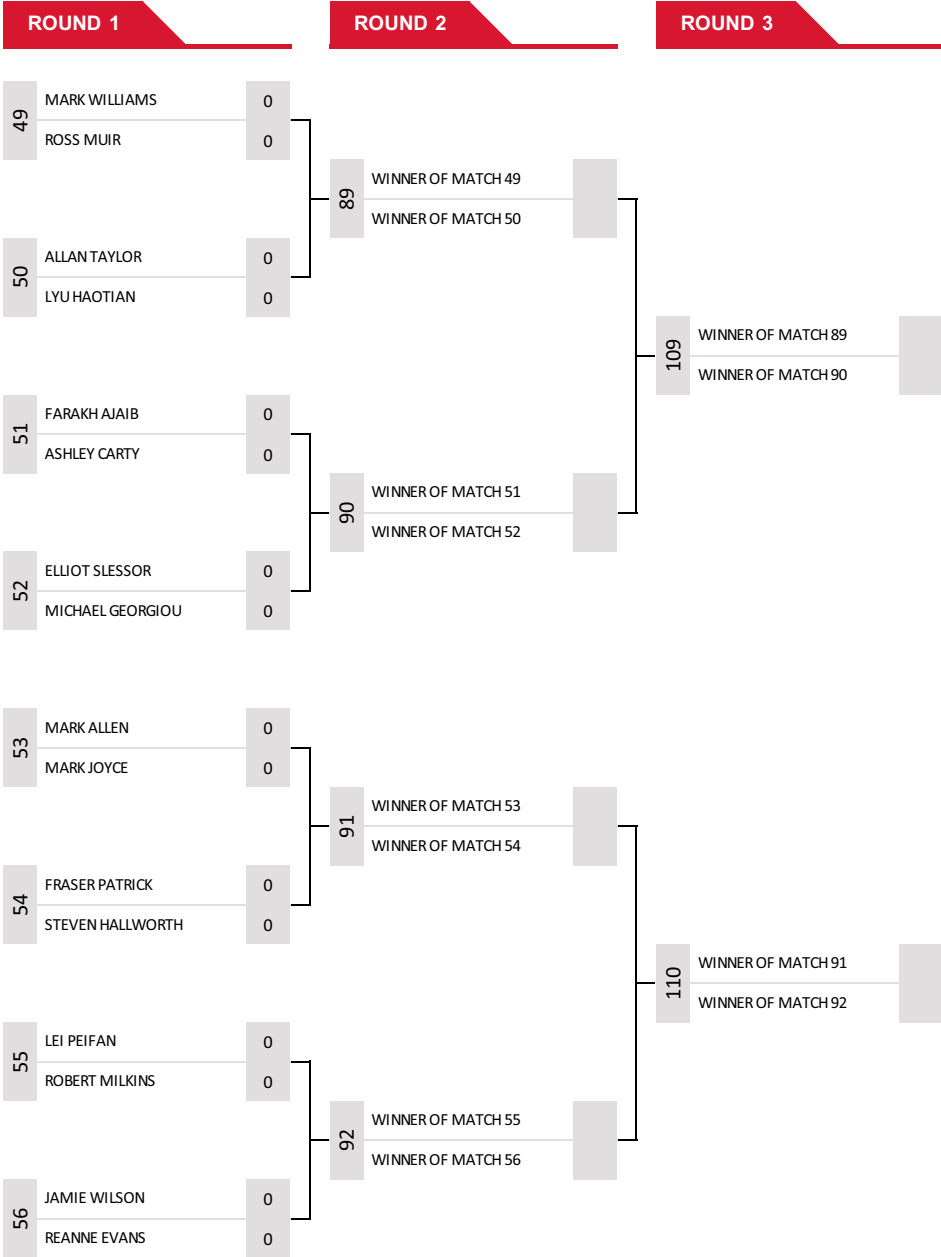 ROUND 1
ROUND 2
ROUND 3
49
MARK WILLIAMS 0
ROSS MUIR 0
89
WINNER OF MATCH 49
WINNER OF MATCH 50
50
ALLAN TAYLOR 0
LYU HAOTIAN 0
109
WINNER OF MATCH 89
WINNER OF MATCH 90
51
FARAKH AJAIB 0
ASHLEY CARTY 0
90
WINNER OF MATCH 51
WINNER OF MATCH 52
52
ELLIOT SLESSOR 0
MICHAEL GEORGIOU 0
53
MARK ALLEN 0
MARK JOYCE 0
91
WINNER OF MATCH 53
WINNER OF MATCH 54
54
FRASER PATRICK 0
STEVEN HALLWORTH 0
110
WINNER OF MATCH 91
WINNER OF MATCH 92
55
LEI PEIFAN 0
ROBERT MILKINS 0
92
WINNER OF MATCH 55
WINNER OF MATCH 56
56
JAMIE WILSON 0
REANNE EVANS 0